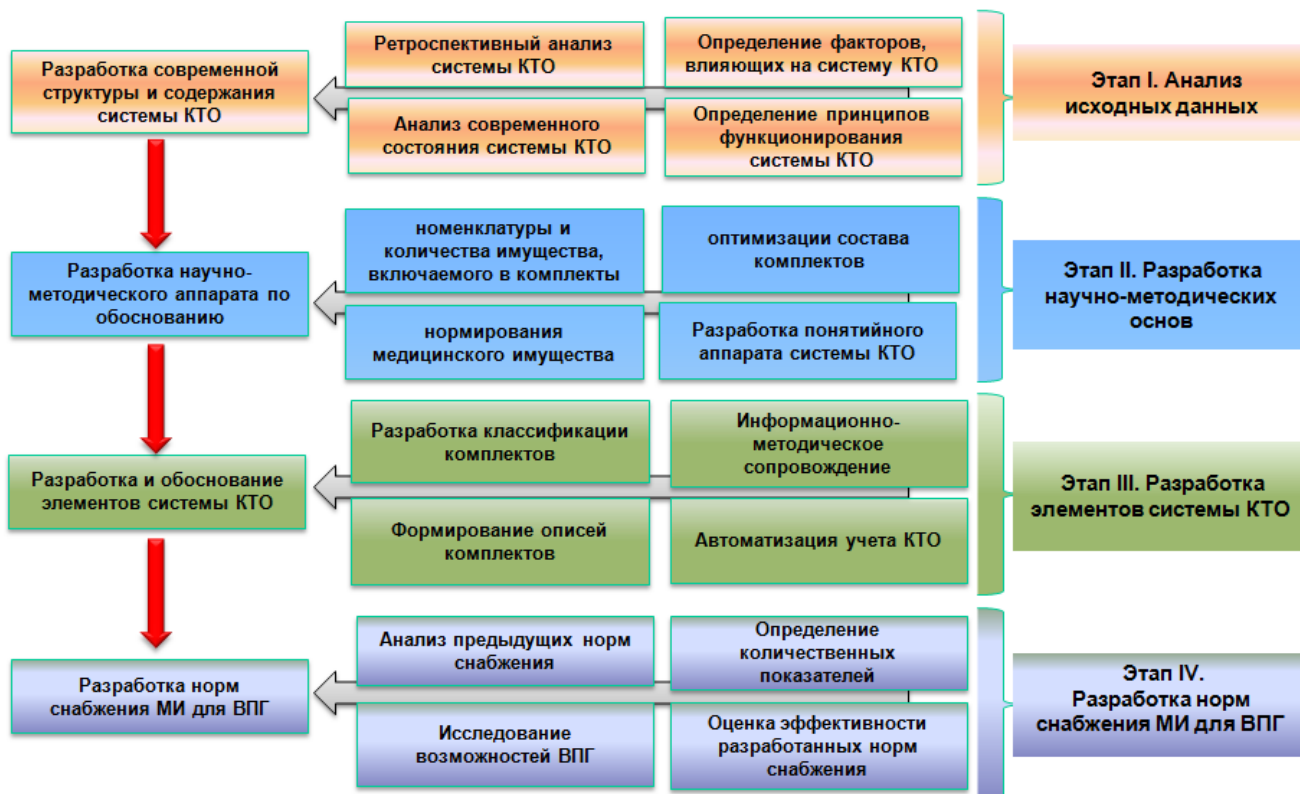 Разработка современной
структуры и содержания
системы КТО
Ретроспективный анализ
системы КТО
Определение факторов,
влияющих на систему КТО
Анализ современного
состояния системы КТО
Определение принципов
функционирования
системы КТО
Этап I. Анализ
исходных данных
Разработка научно-
методического аппарата по
обоснованию
номенклатуры и
количества имущества,
включаемого в комплекты
оптимизации состава
комплектов
нормирования
медицинского имущества
Разработка понятийного
аппарата системы КТО
Этап II. Разработка
научно-методических
основ
Разработка и обоснование
элементов системы КТО
Разработка классификации
комплектов
Информационно-
методическое
сопровождение
Формирование описей
комплектов
Автоматизация учета КТО
Этап III. Разработка
элементов системы КТО
Разработка норм
снабжения МИ для ВПГ
Анализ предыдущих норм
снабжения
Определение
количественных
показателей
Исследование
возможностей ВПГ
Оценка эффективности
разработанных норм
снабжения
Этап IV.
Разработка норм
снабжения МИ для ВПГ